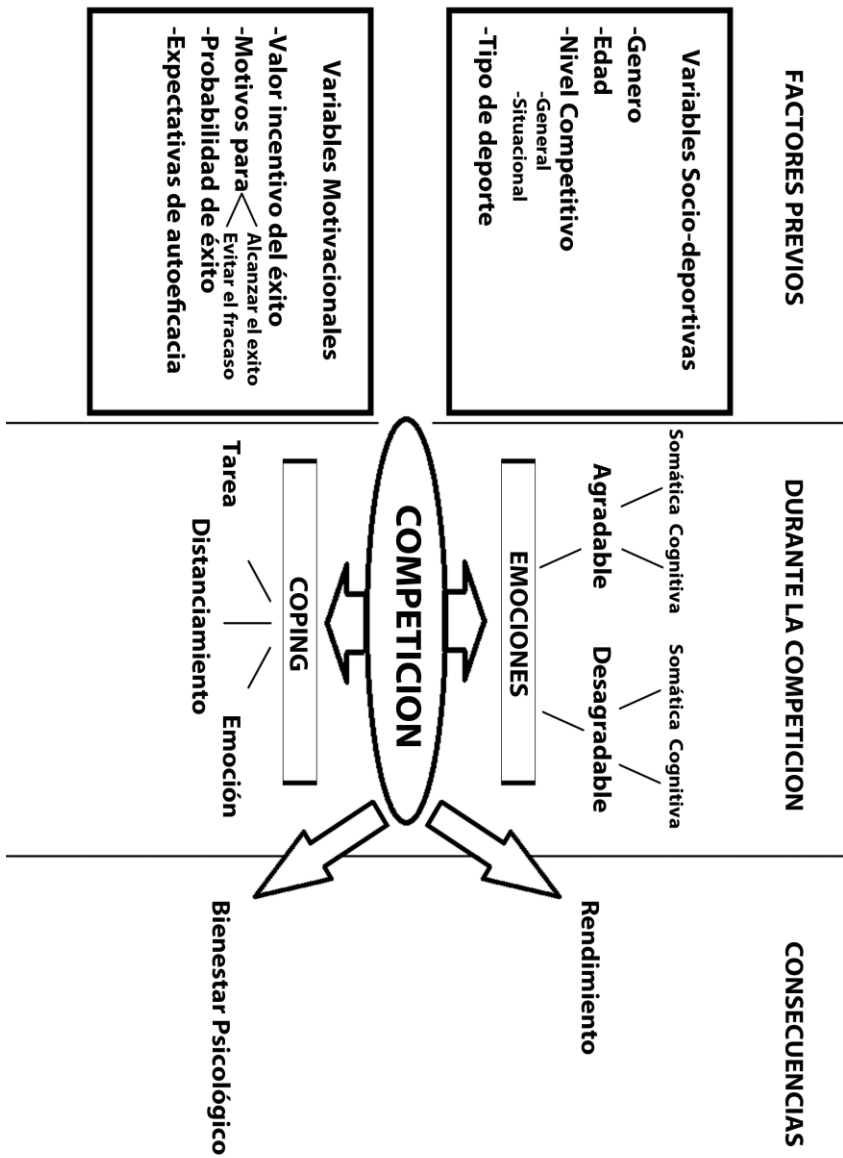 FACTORES PREVIOS
Variables Socio-deportivas
-Genero
-Edad
-Nivel Competitivo
-General
-Situacional
-Tipo de deporte
Variables Motivacionales
-Valor incentivo del éxito
-Motivos para
Alcanzar el exito
Evitar el fracaso
-Probabilidad de éxito
-Expectativas de autoeficacia
DURANTE LA COMPETICION
Somática Cognitiva
Somática Cognitiva
Agradable
Desagradable
EMOCIONES
COMPETICION
COPING
Tarea
Distanciamiento
Emoción
CONSECUENCIAS
Rendimiento
Bienestar Psicológico